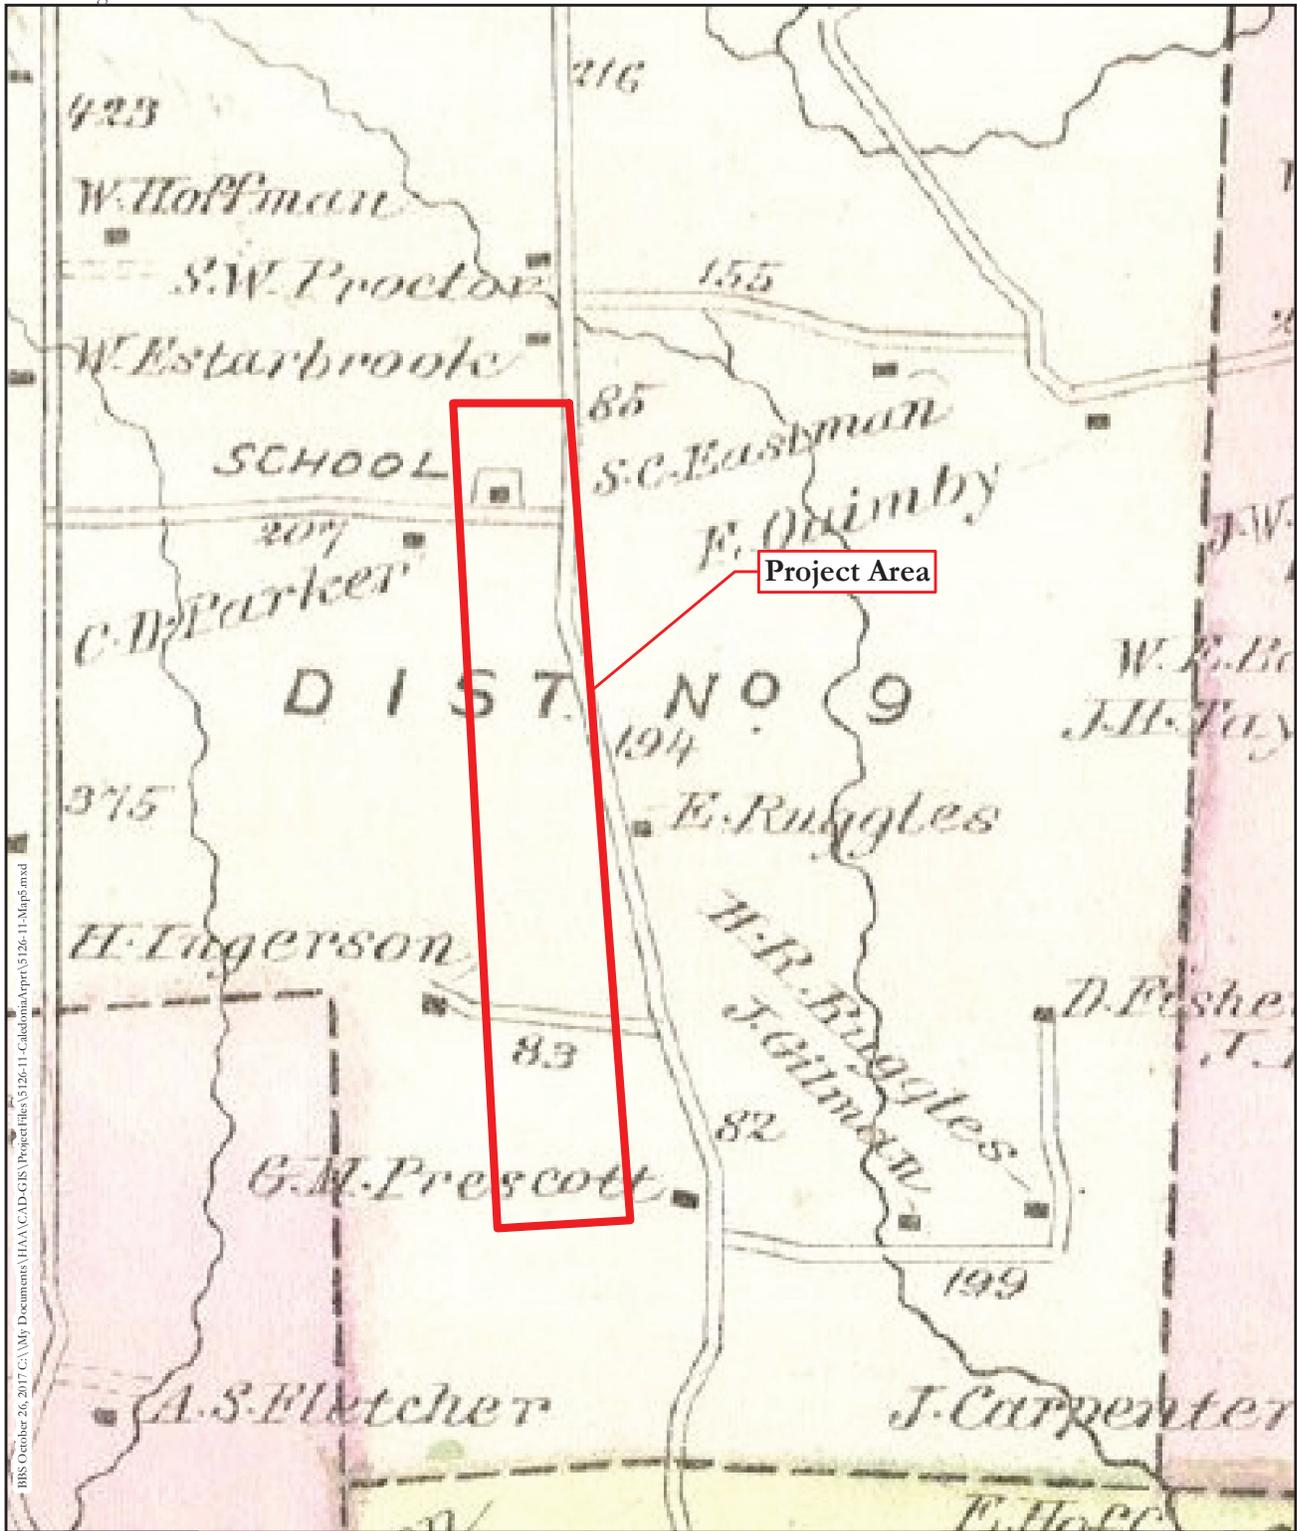 216
423
W. Hoffman
S.W. Proctor
155
W. Estarbrook
85
S.C. Eastman
SCHOOL
F. Quimby
207
Project Area
C.D. Parker
DIST. No. 9
194
375
E. Ruggles
H. Ingerson
H.R. Ruggles
J. Gilman
83
82
G.M. Prescott
199
A.S. Fletcher
J. Carpenter
BBS October 26, 2017 C:\\My Documents\HAA\CAD-GIS\Project Files\5126-11-CaledoniaArprt\5126-11-Map5.mxd